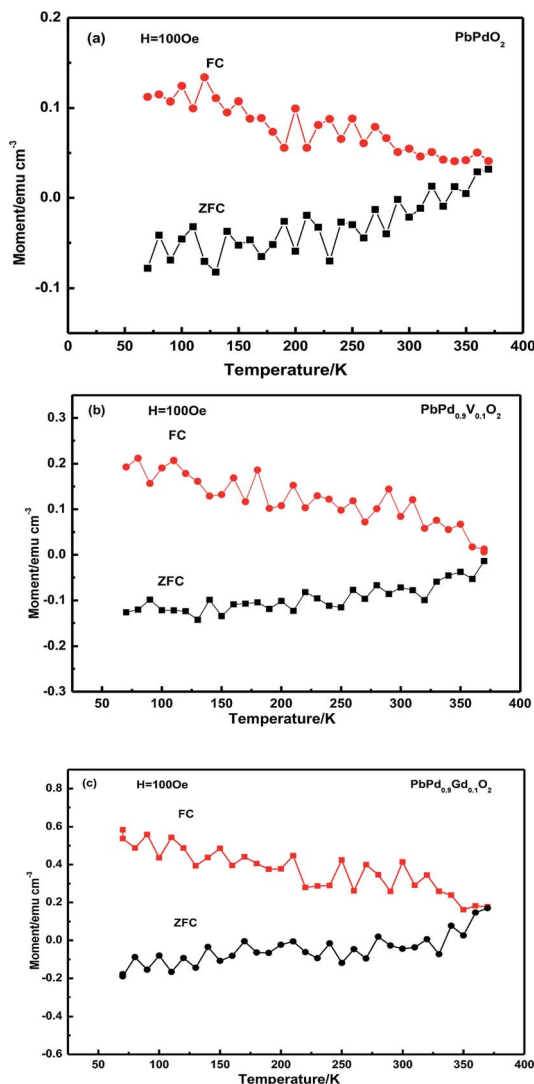 (a) H=100Oe PbPdO2
FC
ZFC
0.2
0.1
0.0
-0.1
Moment/emu cm-3
0 50 100 150 200 250 300 350 400
Temperature/K
(b) H=100Oe PbPd0.9V0.1O2
FC
ZFC
0.3
0.2
0.1
0.0
-0.1
-0.2
-0.3
Moment/emu cm-3
50 100 150 200 250 300 350 400
Temperature/K
(c) H=100Oe PbPd0.9Gd0.1O2
FC
ZFC
0.8
0.6
0.4
0.2
0.0
-0.2
-0.4
-0.6
Moment/emu cm-3
50 100 150 200 250 300 350 400
Temperature/K